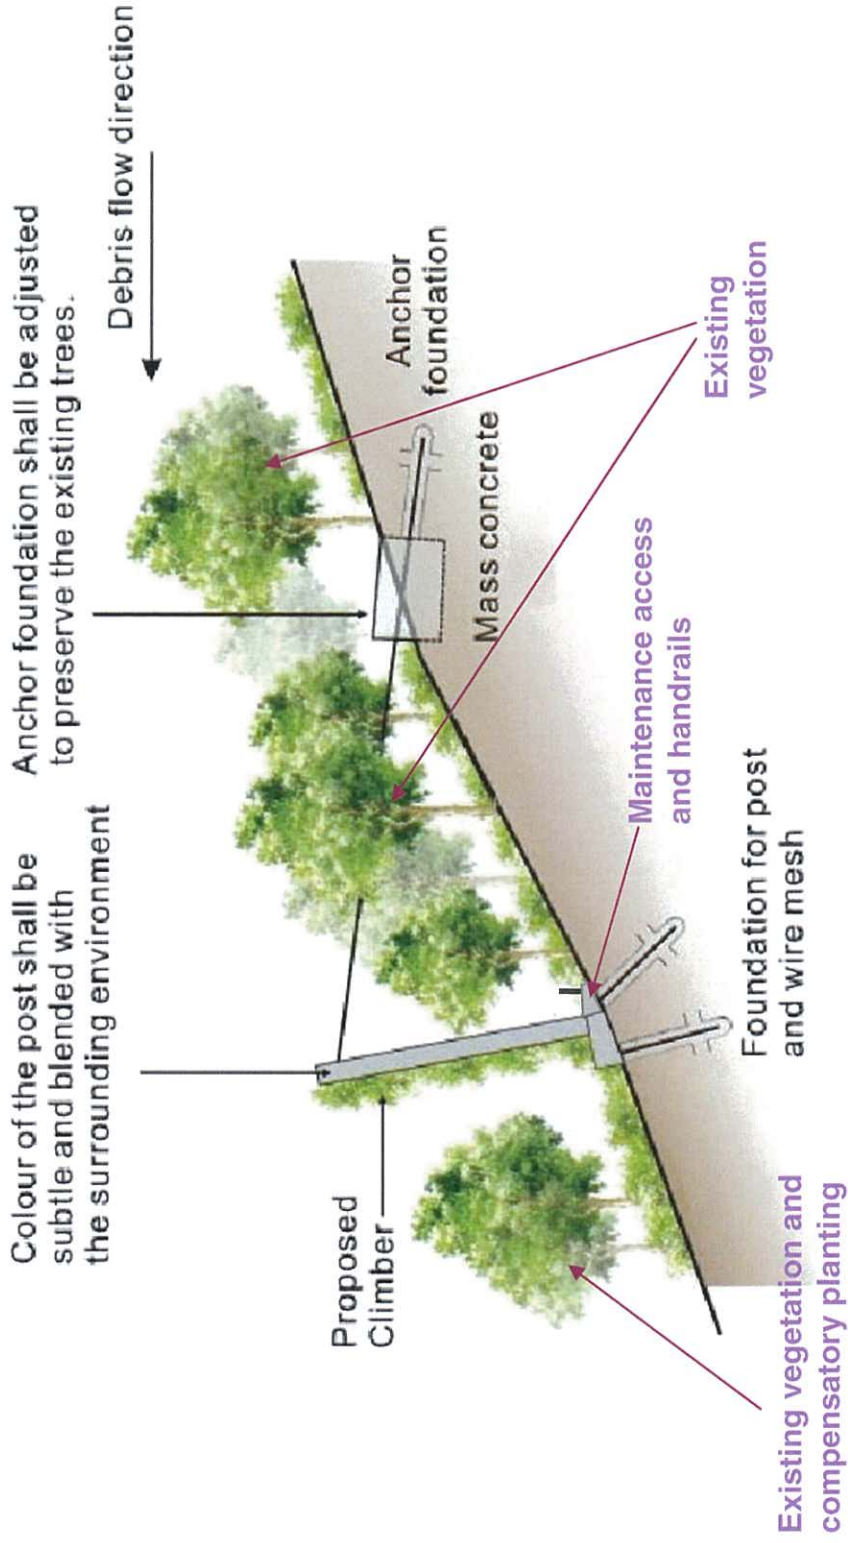 Colour of the post shall be
subtle and blended with
the surrounding environment
Anchor foundation shall be adjusted
to preserve the existing trees.
Debris flow direction
Proposed
Climber
Anchor
foundation
Mass concrete
Existing
vegetation
Maintenance access
and handrails
Foundation for post
and wire mesh
Existing vegetation and
compensatory planting